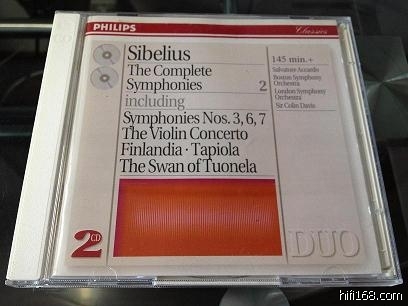 PHILIPS
Classics
Sibelius
The Complete
Symphonies 2
including
Symphonies Nos. 3, 6, 7
The Violin Concerto
Finlandia · Tapiola
The Swan of Tuonela
145 min.+
Salvatore Accardo
Boston Symphony
Orchestra
London Symphony
Orchestra
Sir Colin Davis
2CD
DUO
hifi168.com